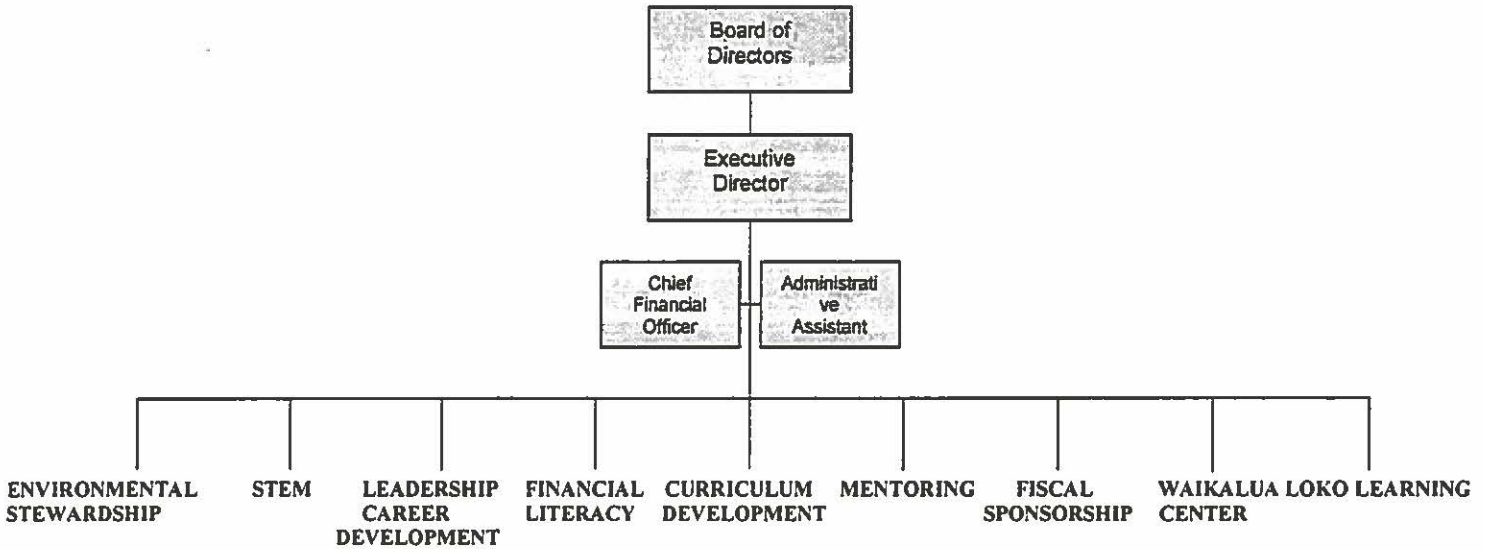 Board of
Directors
Executive
Director
Chief
Financial
Officer
Administrati
ve
Assistant
ENVIRONMENTAL
STEWARDSHIP
STEM
LEADERSHIP
CAREER
DEVELOPMENT
FINANCIAL
LITERACY
CURRICULUM
DEVELOPMENT
MENTORING
FISCAL
SPONSORSHIP
WAIKALUA LOKO LEARNING
CENTER